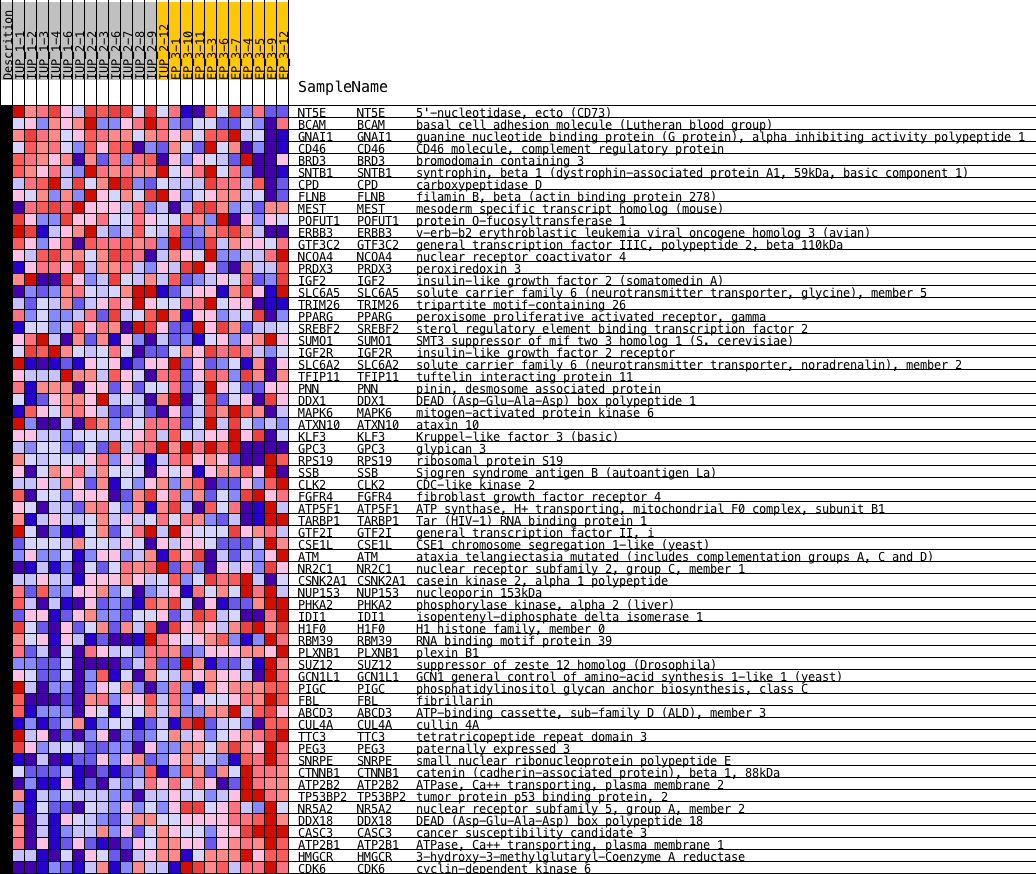 Descrition
IUP_1-1
IUP_1-2
IUP_1-3
IUP_1-4
IUP_1-6
IUP_2-1
IUP_2-2
IUP_2-3
IUP_2-6
IUP_2-7
IUP_2-8
IUP_2-9
IUP_2-12
EP_3-1
EP_3-10
EP_3-11
EP_3-3
EP_3-6
EP_3-7
EP_3-4
EP_3-5
EP_3-9
EP_3-12
SampleName
NT5E NT5E 5'-nucleotidase, ecto (CD73)
BCAM BCAM basal cell adhesion molecule (Lutheran blood group)
GNAI1 GNAI1 guanine nucleotide binding protein (G protein), alpha inhibiting activity polypeptide 1
CD46 CD46 CD46 molecule, complement regulatory protein
BRD3 BRD3 bromodomain containing 3
SNTB1 SNTB1 syntrophin, beta 1 (dystrophin-associated protein A1, 59kDa, basic component 1)
CPD CPD carboxypeptidase D
FLNB FLNB filamin B, beta (actin binding protein 278)
MEST MEST mesoderm specific transcript homolog (mouse)
POFUT1 POFUT1 protein O-fucosyltransferase 1
ERBB3 ERBB3 v-erb-b2 erythroblastic leukemia viral oncogene homolog 3 (avian)
GTF3C2 GTF3C2 general transcription factor IIIC, polypeptide 2, beta 110kDa
NCOA4 NCOA4 nuclear receptor coactivator 4
PRDX3 PRDX3 peroxiredoxin 3
IGF2 IGF2 insulin-like growth factor 2 (somatomedin A)
SLC6A5 SLC6A5 solute carrier family 6 (neurotransmitter transporter, glycine), member 5
TRIM26 TRIM26 tripartite motif-containing 26
PPARG PPARG peroxisome proliferative activated receptor, gamma
SREBF2 SREBF2 sterol regulatory element binding transcription factor 2
SUMO1 SUMO1 SMT3 suppressor of mif two 3 homolog 1 (S. cerevisiae)
IGF2R IGF2R insulin-like growth factor 2 receptor
SLC6A2 SLC6A2 solute carrier family 6 (neurotransmitter transporter, noradrenalin), member 2
TFIP11 TFIP11 tuftelin interacting protein 11
PNN PNN pinin, desmosome associated protein
DDX1 DDX1 DEAD (Asp-Glu-Ala-Asp) box polypeptide 1
MAPK6 MAPK6 mitogen-activated protein kinase 6
ATXN10 ATXN10 ataxin 10
KLF3 KLF3 Kruppel-like factor 3 (basic)
GPC3 GPC3 glypican 3
RPS19 RPS19 ribosomal protein S19
SSB SSB Sjogren syndrome antigen B (autoantigen La)
CLK2 CLK2 CDC-like kinase 2
FGFR4 FGFR4 fibroblast growth factor receptor 4
ATP5F1 ATP5F1 ATP synthase, H+ transporting, mitochondrial F0 complex, subunit B1
TARBP1 TARBP1 Tar (HIV-1) RNA binding protein 1
GTF2I GTF2I general transcription factor II, i
CSE1L CSE1L CSE1 chromosome segregation 1-like (yeast)
ATM ATM ataxia telangiectasia mutated (includes complementation groups A, C and D)
NR2C1 NR2C1 nuclear receptor subfamily 2, group C, member 1
CSNK2A1 CSNK2A1 casein kinase 2, alpha 1 polypeptide
NUP153 NUP153 nucleoporin 153kDa
PHKA2 PHKA2 phosphorylase kinase, alpha 2 (liver)
IDI1 IDI1 isopentenyl-diphosphate delta isomerase 1
H1F0 H1F0 H1 histone family, member 0
RBM39 RBM39 RNA binding motif protein 39
PLXNB1 PLXNB1 plexin B1
SUZ12 SUZ12 suppressor of zeste 12 homolog (Drosophila)
GCN1L1 GCN1L1 GCN1 general control of amino-acid synthesis 1-like 1 (yeast)
PIGC PIGC phosphatidylinositol glycan anchor biosynthesis, class C
FBL FBL fibrillarin
ABCD3 ABCD3 ATP-binding cassette, sub-family D (ALD), member 3
CUL4A CUL4A cullin 4A
TTC3 TTC3 tetratricopeptide repeat domain 3
PEG3 PEG3 paternally expressed 3
SNRPE SNRPE small nuclear ribonucleoprotein polypeptide E
CTNNB1 CTNNB1 catenin (cadherin-associated protein), beta 1, 88kDa
ATP2B2 ATP2B2 ATPase, Ca++ transporting, plasma membrane 2
TP53BP2 TP53BP2 tumor protein p53 binding protein, 2
NR5A2 NR5A2 nuclear receptor subfamily 5, group A, member 2
DDX18 DDX18 DEAD (Asp-Glu-Ala-Asp) box polypeptide 18
CASC3 CASC3 cancer susceptibility candidate 3
ATP2B1 ATP2B1 ATPase, Ca++ transporting, plasma membrane 1
HMGCR HMGCR 3-hydroxy-3-methylglutaryl-Coenzyme A reductase
CDK6 CDK6 cyclin-dependent kinase 6